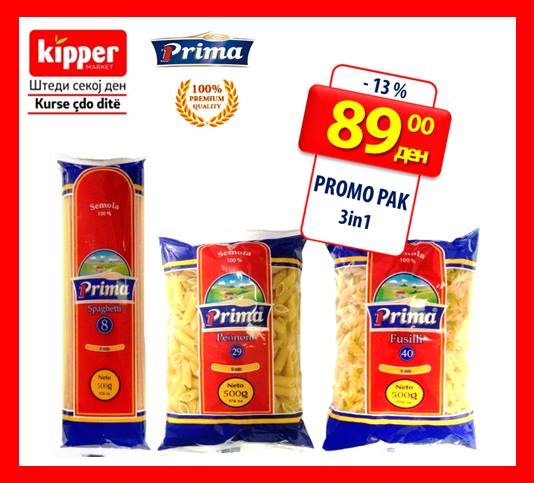 kipper
MARKET
Штеди секој ден
Kurse çdo ditë
Prima
100%
PREMIUM
QUALITY
- 13 %
89 00
ден
PROMO PAK
3in1
Semola
100 %
Prima
Spaghetti
8
Neto
500g
Semola
100 %
Prima
Pennoni
29
Neto
500g
Semola
100 %
Prima
Fusilli
40
Neto
500g